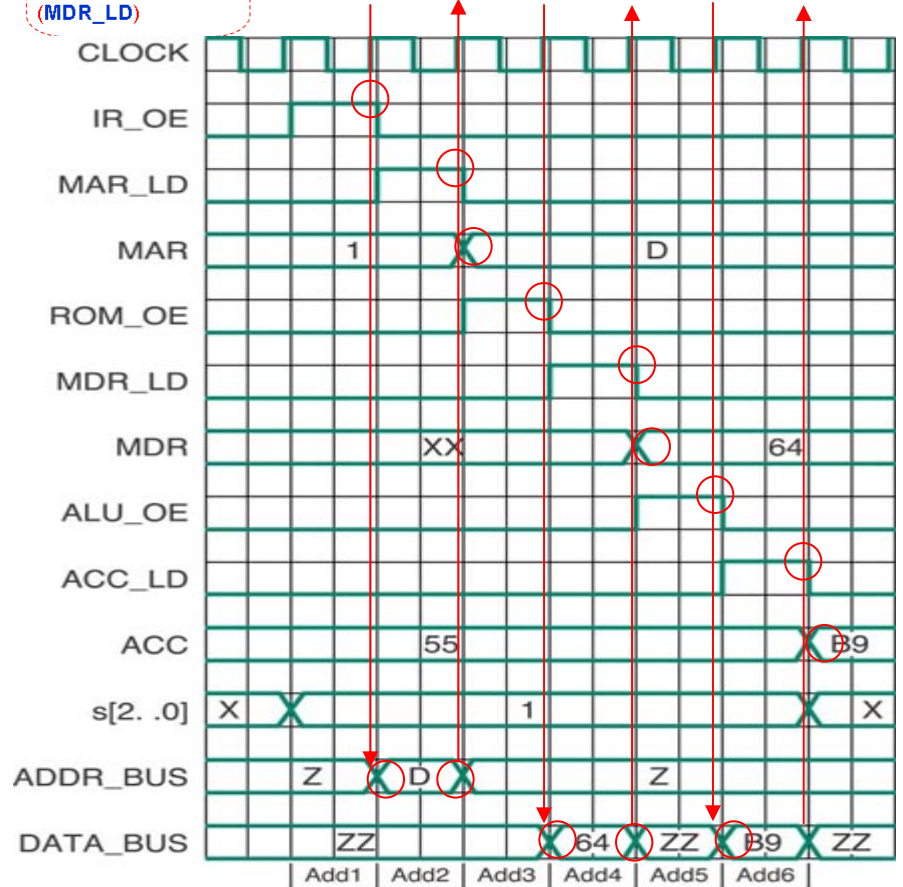 (MDR_LD)
CLOCK
IR_OE
MAR_LD
MAR 1 D
ROM_OE
MDR_LD
MDR XX 64
ALU_OE
ACC_LD
ACC 55 B9
s[2. .0] X 1 X
ADDR_BUS Z D Z
DATA_BUS ZZ 64 ZZ B9 ZZ
Add1 Add2 Add3 Add4 Add5 Add6